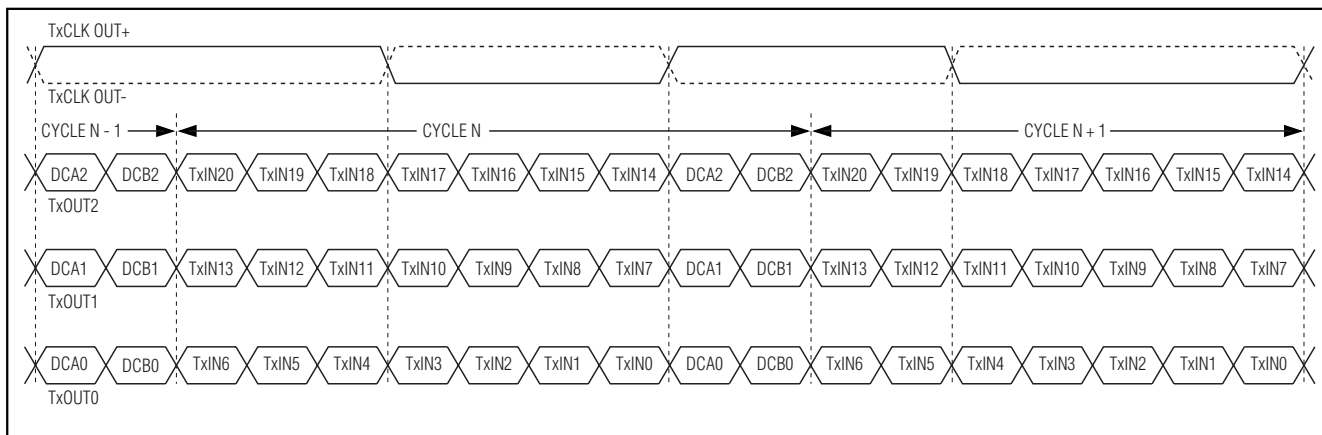 TxCLK OUT+
TxCLK OUT-
CYCLE N - 1 CYCLE N CYCLE N + 1
DCA2 DCB2 TxIN20 TxIN19 TxIN18 TxIN17 TxIN16 TxIN15 TxIN14 DCA2 DCB2 TxIN20 TxIN19 TxIN18 TxIN17 TxIN16 TxIN15 TxIN14
TxOUT2
DCA1 DCB1 TxIN13 TxIN12 TxIN11 TxIN10 TxIN9 TxIN8 TxIN7 DCA1 DCB1 TxIN13 TxIN12 TxIN11 TxIN10 TxIN9 TxIN8 TxIN7
TxOUT1
DCA0 DCB0 TxIN6 TxIN5 TxIN4 TxIN3 TxIN2 TxIN1 TxIN0 DCA0 DCB0 TxIN6 TxIN5 TxIN4 TxIN3 TxIN2 TxIN1 TxIN0
TxOUT0